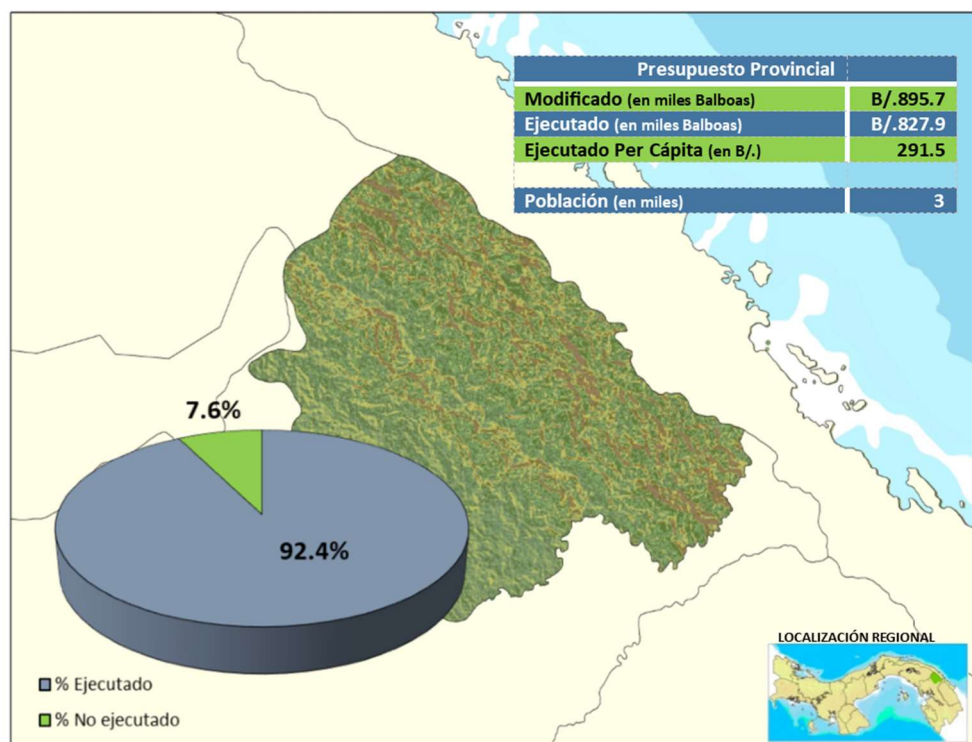 Presupuesto Provincial
Modificado (en miles Balboas) B/.895.7
Ejecutado (en miles Balboas) B/.827.9
Ejecutado Per Cápita (en B/.) 291.5
Población (en miles) 3
7.6%
92.4%
% Ejecutado
% No ejecutado
LOCALIZACIÓN REGIONAL